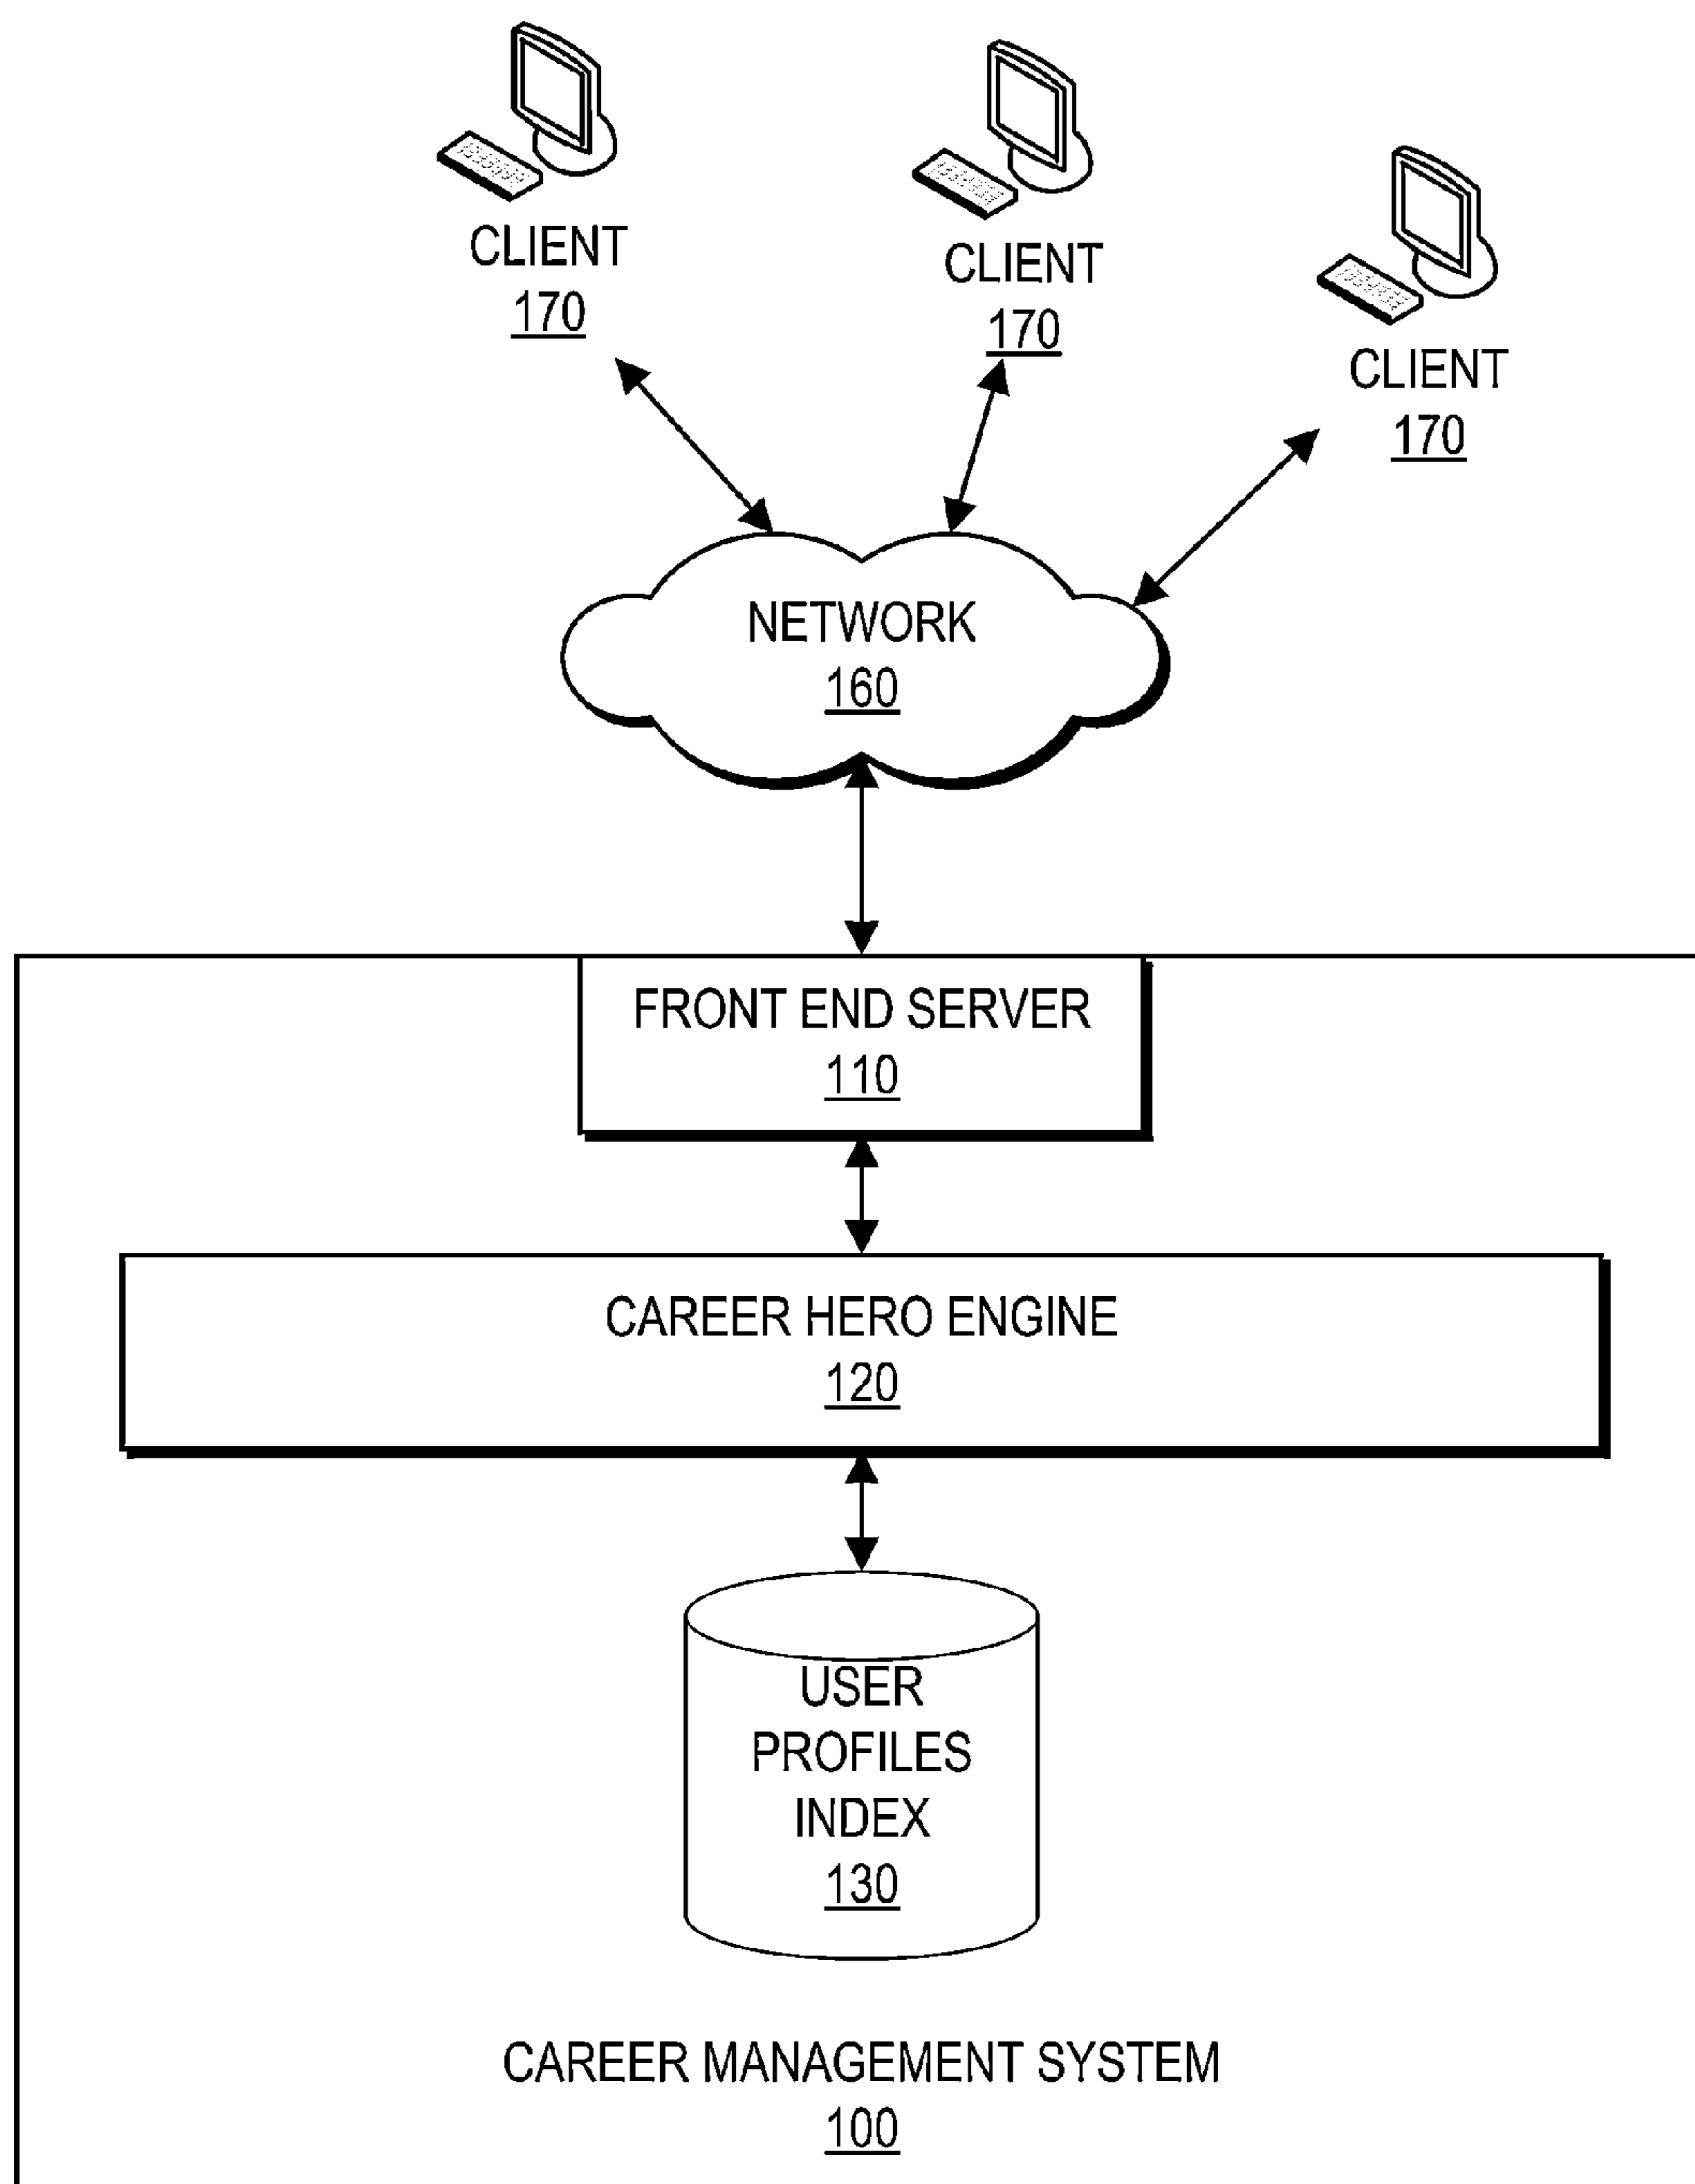 CLIENT
170
CLIENT
170
CLIENT
170
NETWORK
160
FRONT END SERVER
110
CAREER HERO ENGINE
120
USER
PROFILES
INDEX
130
CAREER MANAGEMENT SYSTEM
100